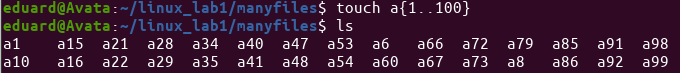 eduard@Avata:~/linux_lab1/manyfiles$ touch a{1..100}
eduard@Avata:~/linux_lab1/manyfiles$ ls
a1 a15 a21 a28 a34 a40 a47 a53 a6 a66 a72 a79 a85 a91 a98
a10 a16 a22 a29 a35 a41 a48 a54 a60 a67 a73 a8 a86 a92 a99